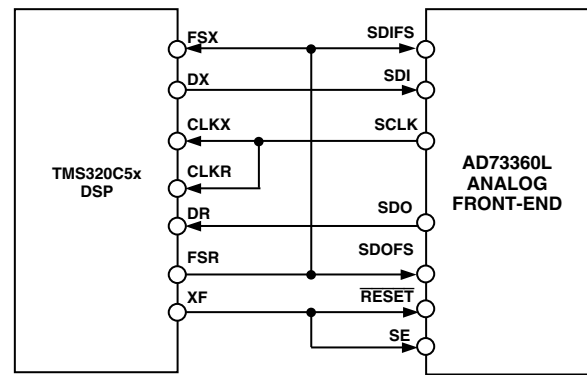 FSX
DX
CLKX
CLKR
DR
FSR
XF
TMS320C5x
DSP
SDIFS
SDI
SCLK
SDO
SDOFS
RESET
SE
AD73360L
ANALOG
FRONT-END